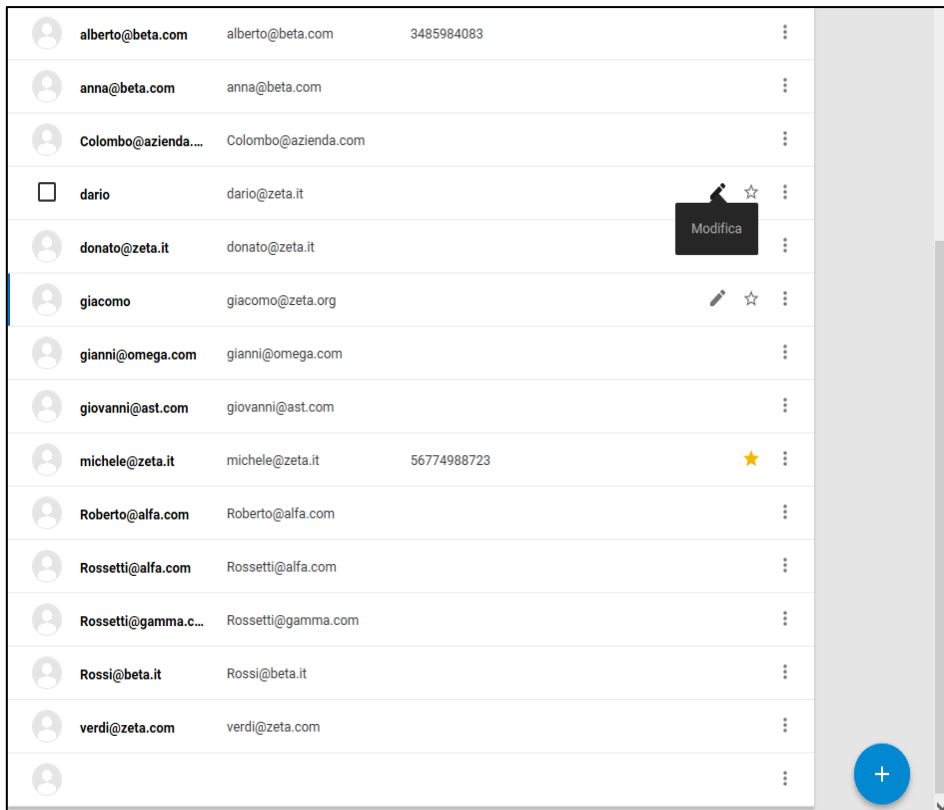 alberto@beta.com alberto@beta.com 3485984083
anna@beta.com anna@beta.com
Colombo@azienda.... Colombo@azienda.com
dario dario@zeta.it
Modifica
donato@zeta.it donato@zeta.it
giacomo giacomo@zeta.org
gianni@omega.com gianni@omega.com
giovanni@ast.com giovanni@ast.com
michele@zeta.it michele@zeta.it 56774988723
Roberto@alfa.com Roberto@alfa.com
Rossetti@alfa.com Rossetti@alfa.com
Rossetti@gamma.c... Rossetti@gamma.com
Rossi@beta.it Rossi@beta.it
verdi@zeta.com verdi@zeta.com